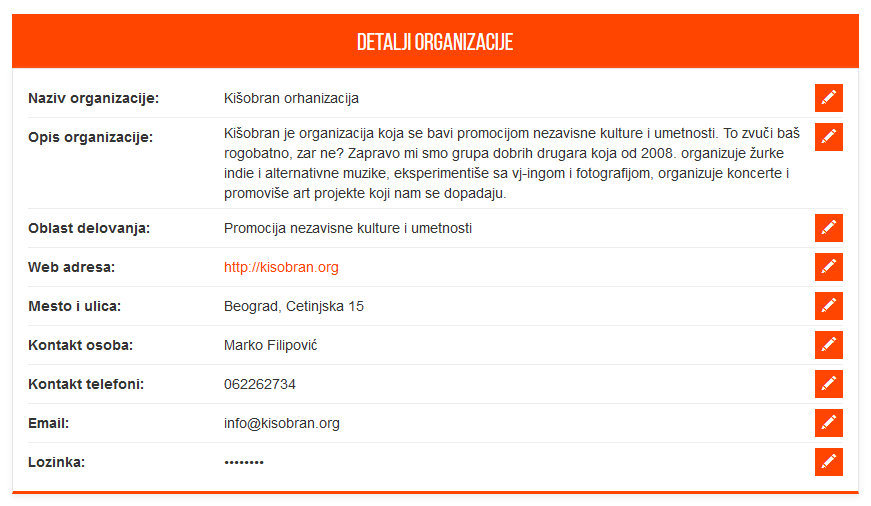 DETALJI ORGANIZACIJE
Naziv organizacije: Kišobran orhanizacija
Opis organizacije: Kišobran je organizacija koja se bavi promocijom nezavisne kulture i umetnosti. To zvuči baš
rogobatno, zar ne? Zapravo mi smo grupa dobrih drugara koja od 2008. organizuje žurke
indie i alternativne muzike, eksperimentiše sa vj-ingom i fotografijom, organizuje koncerte i
promoviše art projekte koji nam se dopadaju.
Oblast delovanja: Promocija nezavisne kulture i umetnosti
Web adresa: http://kisobran.org
Mesto i ulica: Beograd, Cetinjska 15
Kontakt osoba: Marko Filipović
Kontakt telefoni: 062262734
Email: info@kisobran.org
Lozinka: ••••••••